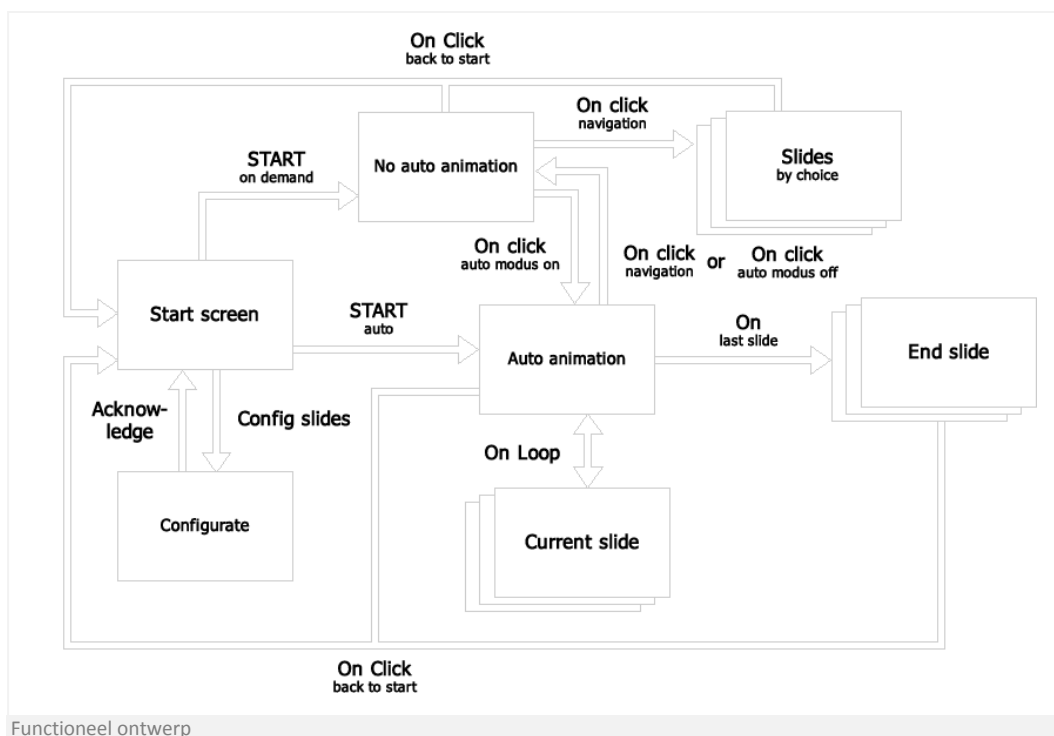 On Click
back to start
On click
navigation
Slides
by choice
START
on demand
No auto animation
On click
auto modus on
On click
navigation
or
On click
auto modus off
Start screen
START
auto
Auto animation
On
last slide
End slide
Acknow-
ledge
Config slides
On Loop
Configurate
Current slide
On Click
back to start
Functioneel ontwerp